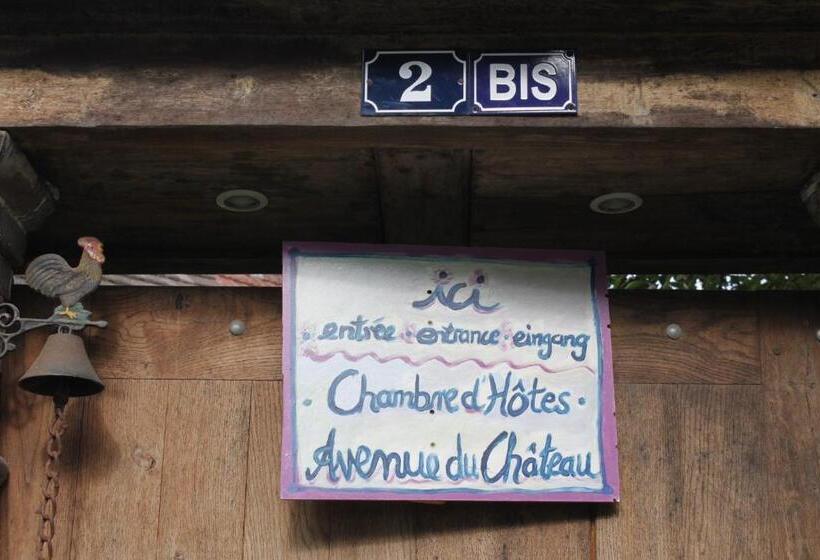 2 BIS
ici
entrée entrance eingang
Chambre d'Hôtes
Avenue du Château